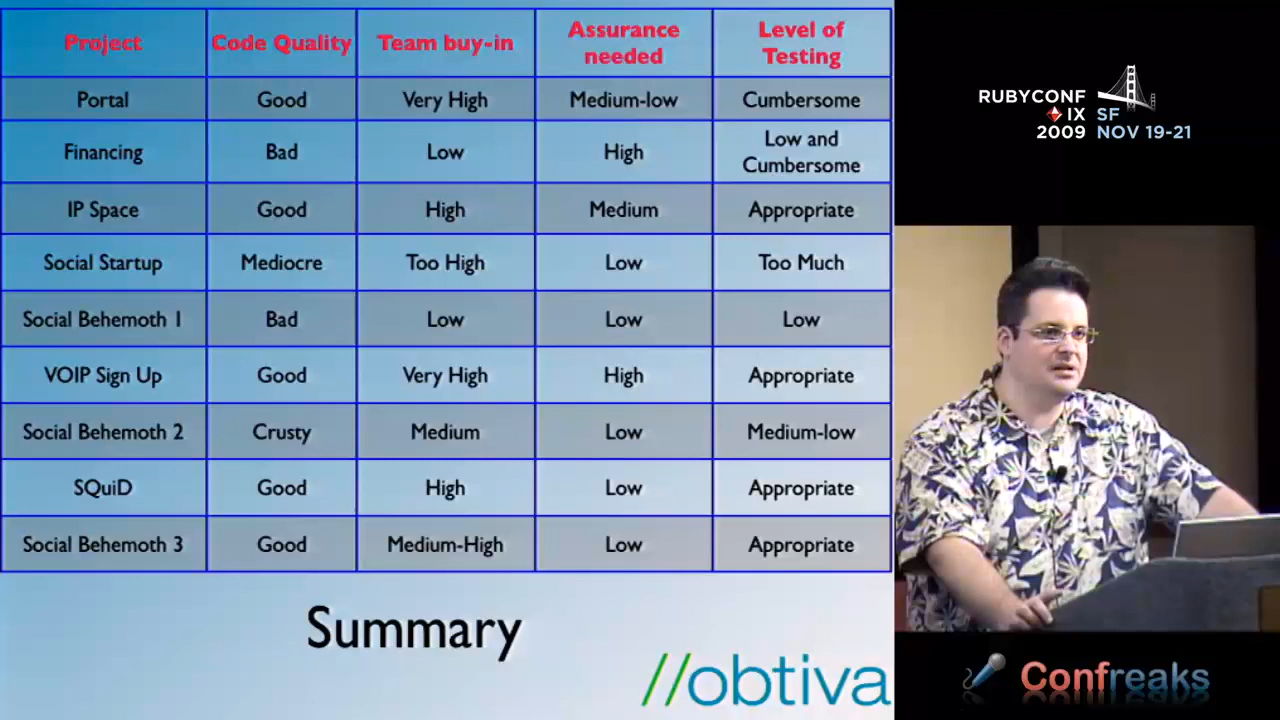 Project Code Quality Team buy-in Assurance needed Level of Testing
Portal Good Very High Medium-low Cumbersome
Financing Bad Low High Low and Cumbersome
IP Space Good High Medium Appropriate
Social Startup Mediocre Too High Low Too Much
Social Behemoth 1 Bad Low Low Low
VOIP Sign Up Good Very High High Appropriate
Social Behemoth 2 Crusty Medium Low Medium-low
SQuiD Good High Low Appropriate
Social Behemoth 3 Good Medium-High Low Appropriate
Summary
//obtiva
RUBYCONF
IX SF
2009 NOV 19-21
Confreaks